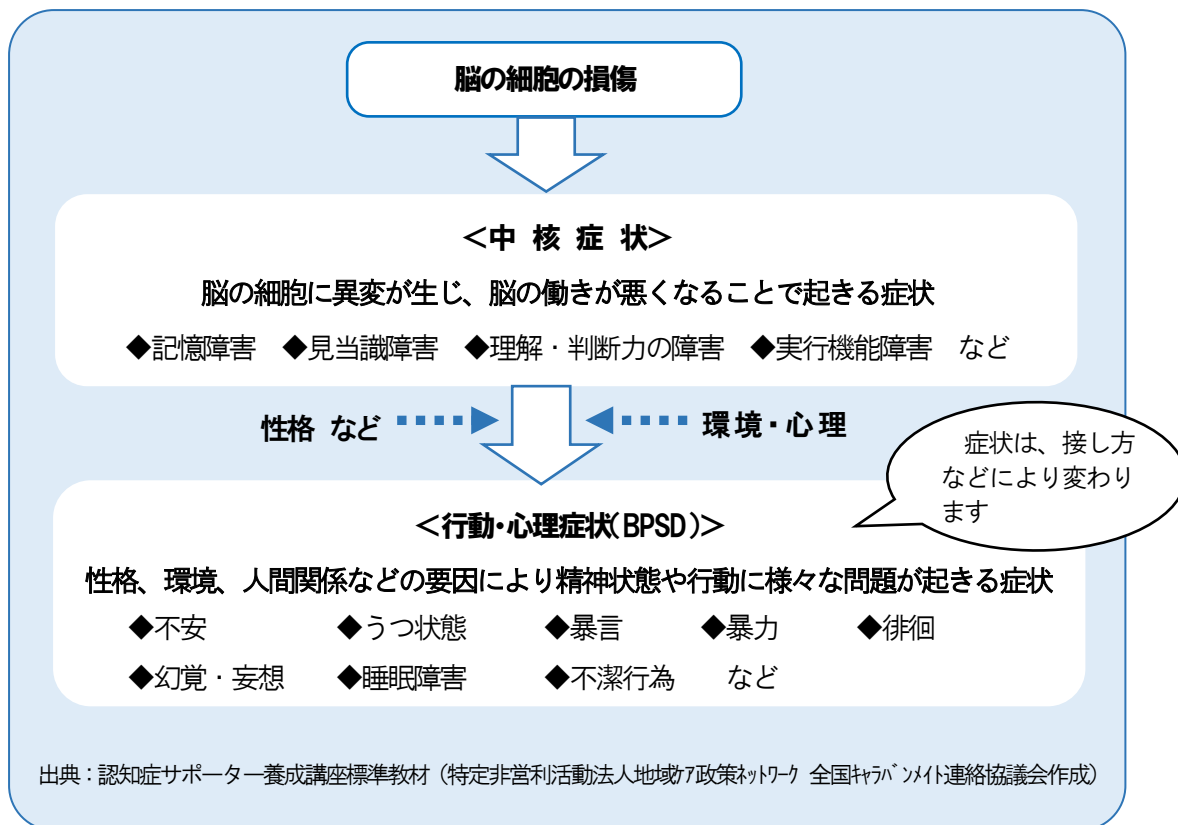 脳の細胞の損傷
＜中 核 症 状＞
脳の細胞に異変が生じ、脳の働きが悪くなることで起きる症状
◆記憶障害 ◆見当識障害 ◆理解・判断力の障害 ◆実行機能障害 など
性格 など
環境・心理
症状は、接し方
などにより変わり
ます
＜行動・心理症状(BPSD)＞
性格、環境、人間関係などの要因により精神状態や行動に様々な問題が起きる症状
◆不安 ◆うつ状態 ◆暴言 ◆暴力 ◆徘徊
◆幻覚・妄想 ◆睡眠障害 ◆不潔行為 など
出典：認知症サポーター養成講座標準教材（特定非営利活動法人地域ｹｱ政策ﾈｯﾄﾜｰｸ 全国ｷｬﾗﾊﾞﾝﾒｲﾄ連絡協議会作成）